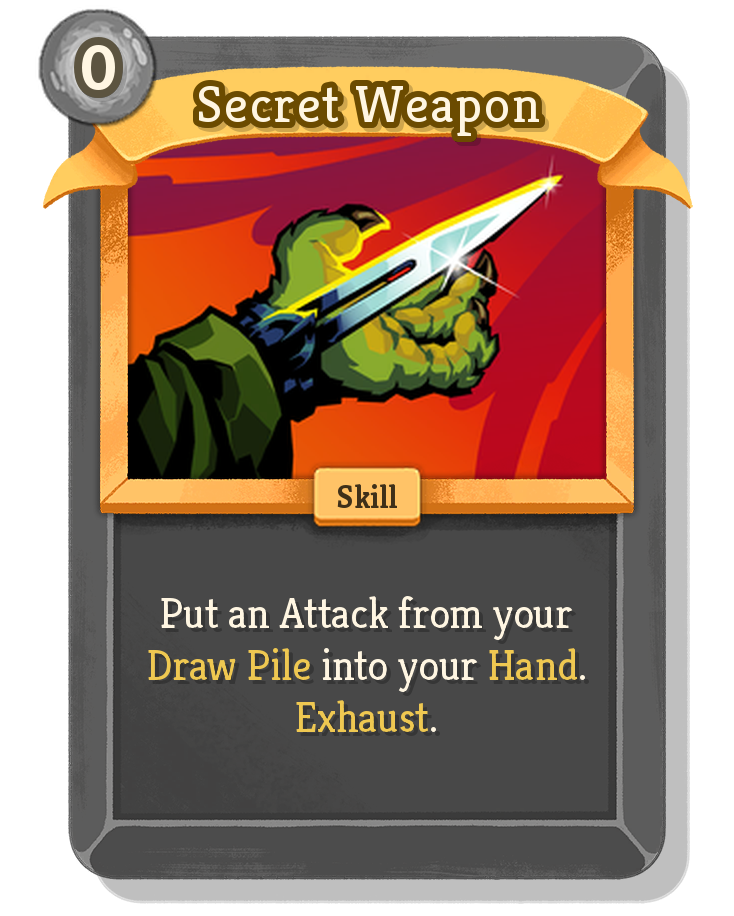 0
Secret Weapon
Skill
Put an Attack from your
Draw Pile into your Hand.
Exhaust.